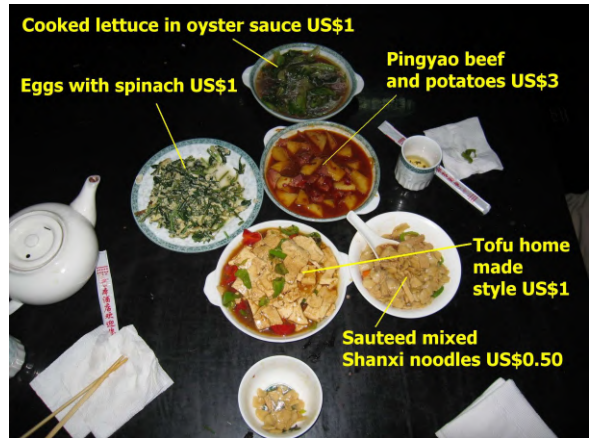 Cooked lettuce in oyster sauce US$1
Pingyao beef
and potatoes US$3
Eggs with spinach US$1
Tofu home
made
style US$1
Sauteed mixed
Shanxi noodles US$0.50